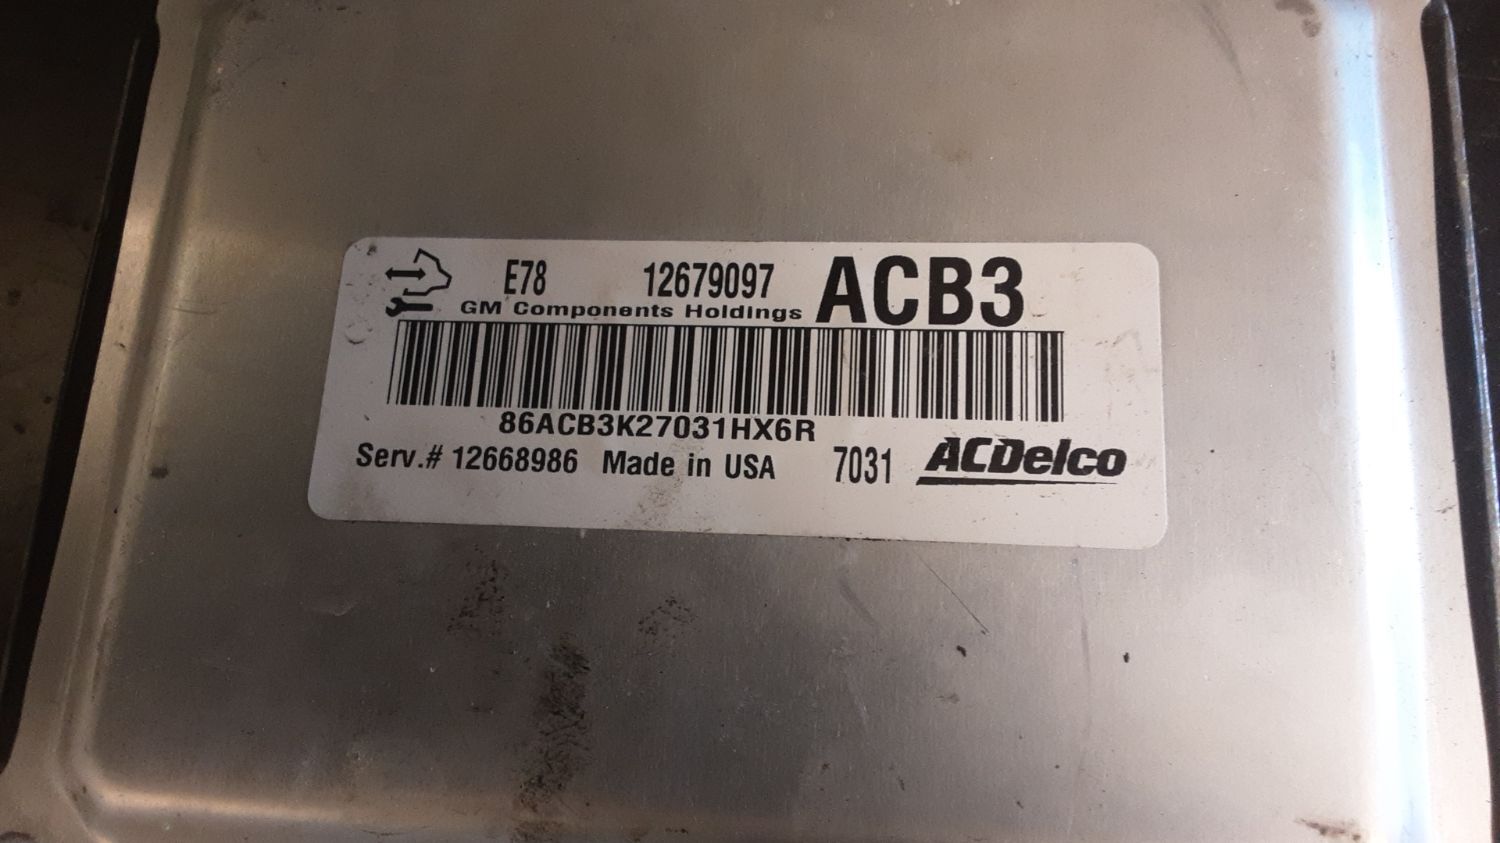 E78 12679097 ACB3
GM Components Holdings
86ACB3K27031HX6R
Serv.# 12668986 Made in USA 7031 ACDelco